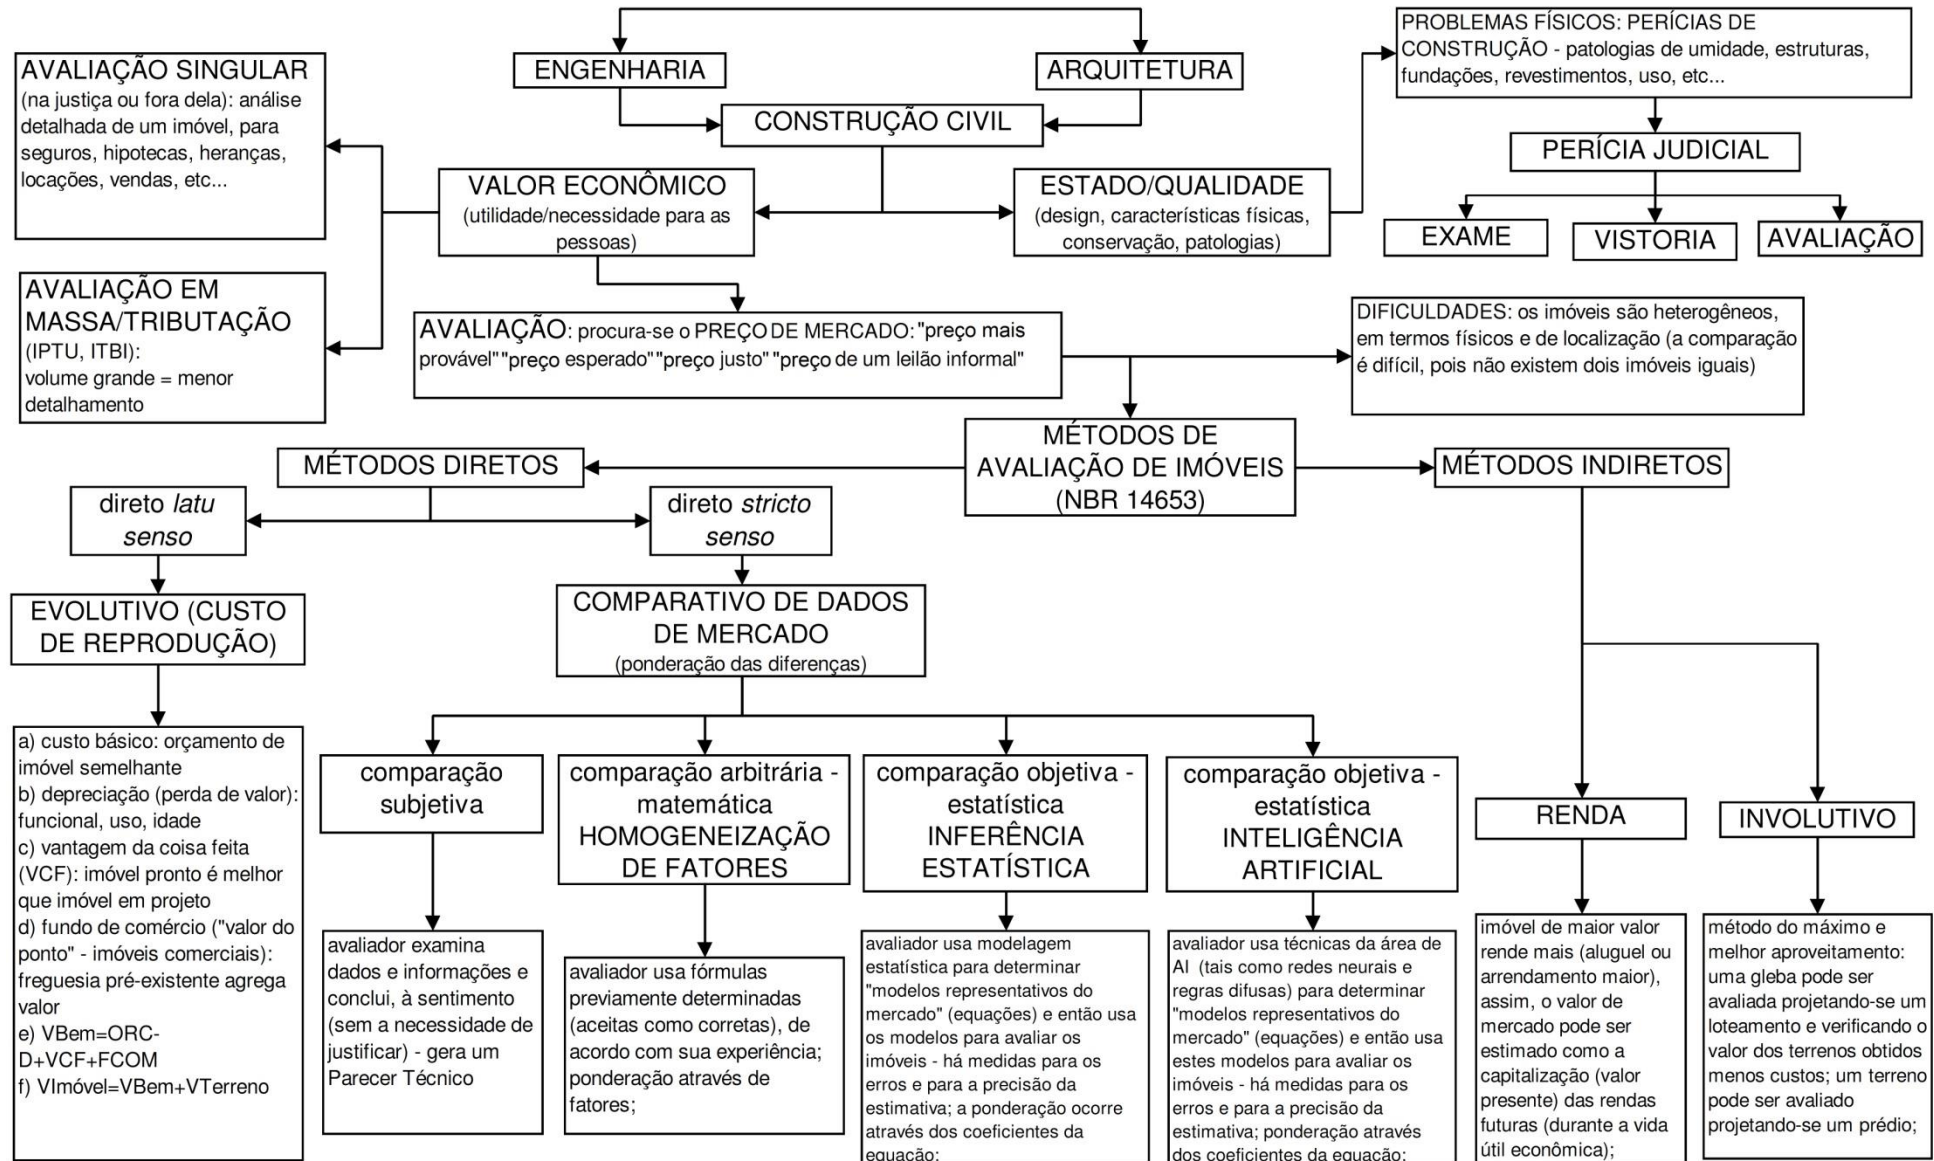 ENGENHARIA
ARQUITETURA
CONSTRUÇÃO CIVIL
AVALIAÇÃO SINGULAR
(na justiça ou fora dela): análise
detalhada de um imóvel, para
seguros, hipotecas, heranças,
locações, vendas, etc...
VALOR ECONÔMICO
(utilidade/necessidade para as
pessoas)
ESTADO/QUALIDADE
(design, características físicas,
conservação, patologias)
PROBLEMAS FÍSICOS: PERÍCIAS DE
CONSTRUÇÃO - patologias de umidade, estruturas,
fundações, revestimentos, uso, etc...
PERÍCIA JUDICIAL
EXAME
VISTORIA
AVALIAÇÃO
AVALIAÇÃO EM
MASSA/TRIBUTAÇÃO
(IPTU, ITBI):
volume grande = menor
detalhamento
AVALIAÇÃO: procura-se o PREÇO DE MERCADO: "preço mais
provável" "preço esperado" "preço justo" "preço de um leilão informal"
DIFICULDADES: os imóveis são heterogêneos,
em termos físicos e de localização (a comparação
é difícil, pois não existem dois imóveis iguais)
MÉTODOS DE
AVALIAÇÃO DE IMÓVEIS
(NBR 14653)
MÉTODOS DIRETOS
MÉTODOS INDIRETOS
direto latu
senso
direto stricto
senso
EVOLUTIVO (CUSTO
DE REPRODUÇÃO)
COMPARATIVO DE DADOS
DE MERCADO
(ponderação das diferenças)
a) custo básico: orçamento de
imóvel semelhante
b) depreciação (perda de valor):
funcional, uso, idade
c) vantagem da coisa feita
(VCF): imóvel pronto é melhor
que imóvel em projeto
d) fundo de comércio ("valor do
ponto" - imóveis comerciais):
freguesia pré-existente agrega
valor
e) VBem=ORC-
D+VCF+FCOM
f) VImóvel=VBem+VTerreno
comparação
subjetiva
comparação arbitrária -
matemática
HOMOGENEIZAÇÃO
DE FATORES
comparação objetiva -
estatística
INFERÊNCIA
ESTATÍSTICA
comparação objetiva -
estatística
INTELIGÊNCIA
ARTIFICIAL
RENDA
INVOLUTIVO
avaliador examina
dados e informações e
conclui, à sentimento
(sem a necessidade de
justificar) - gera um
Parecer Técnico
avaliador usa fórmulas
previamente determinadas
(aceitas como corretas), de
acordo com sua experiência;
ponderação através de
fatores;
avaliador usa modelagem
estatística para determinar
"modelos representativos do
mercado" (equações) e então usa
os modelos para avaliar os
imóveis - há medidas para os
erros e para a precisão da
estimativa; a ponderação ocorre
através dos coeficientes da
equação;
avaliador usa técnicas da área de
AI (tais como redes neurais e
regras difusas) para determinar
"modelos representativos do
mercado" (equações) e então usa
estes modelos para avaliar os
imóveis - há medidas para os
erros e para a precisão da
estimativa; ponderação através
dos coeficientes da equação;
imóvel de maior valor
rende mais (aluguel ou
arrendamento maior),
assim, o valor de
mercado pode ser
estimado como a
capitalização (valor
presente) das rendas
futuras (durante a vida
útil econômica);
método do máximo e
melhor aproveitamento:
uma gleba pode ser
avaliada projetando-se um
loteamento e verificando o
valor dos terrenos obtidos
menos custos; um terreno
pode ser avaliado
projetando-se um prédio;